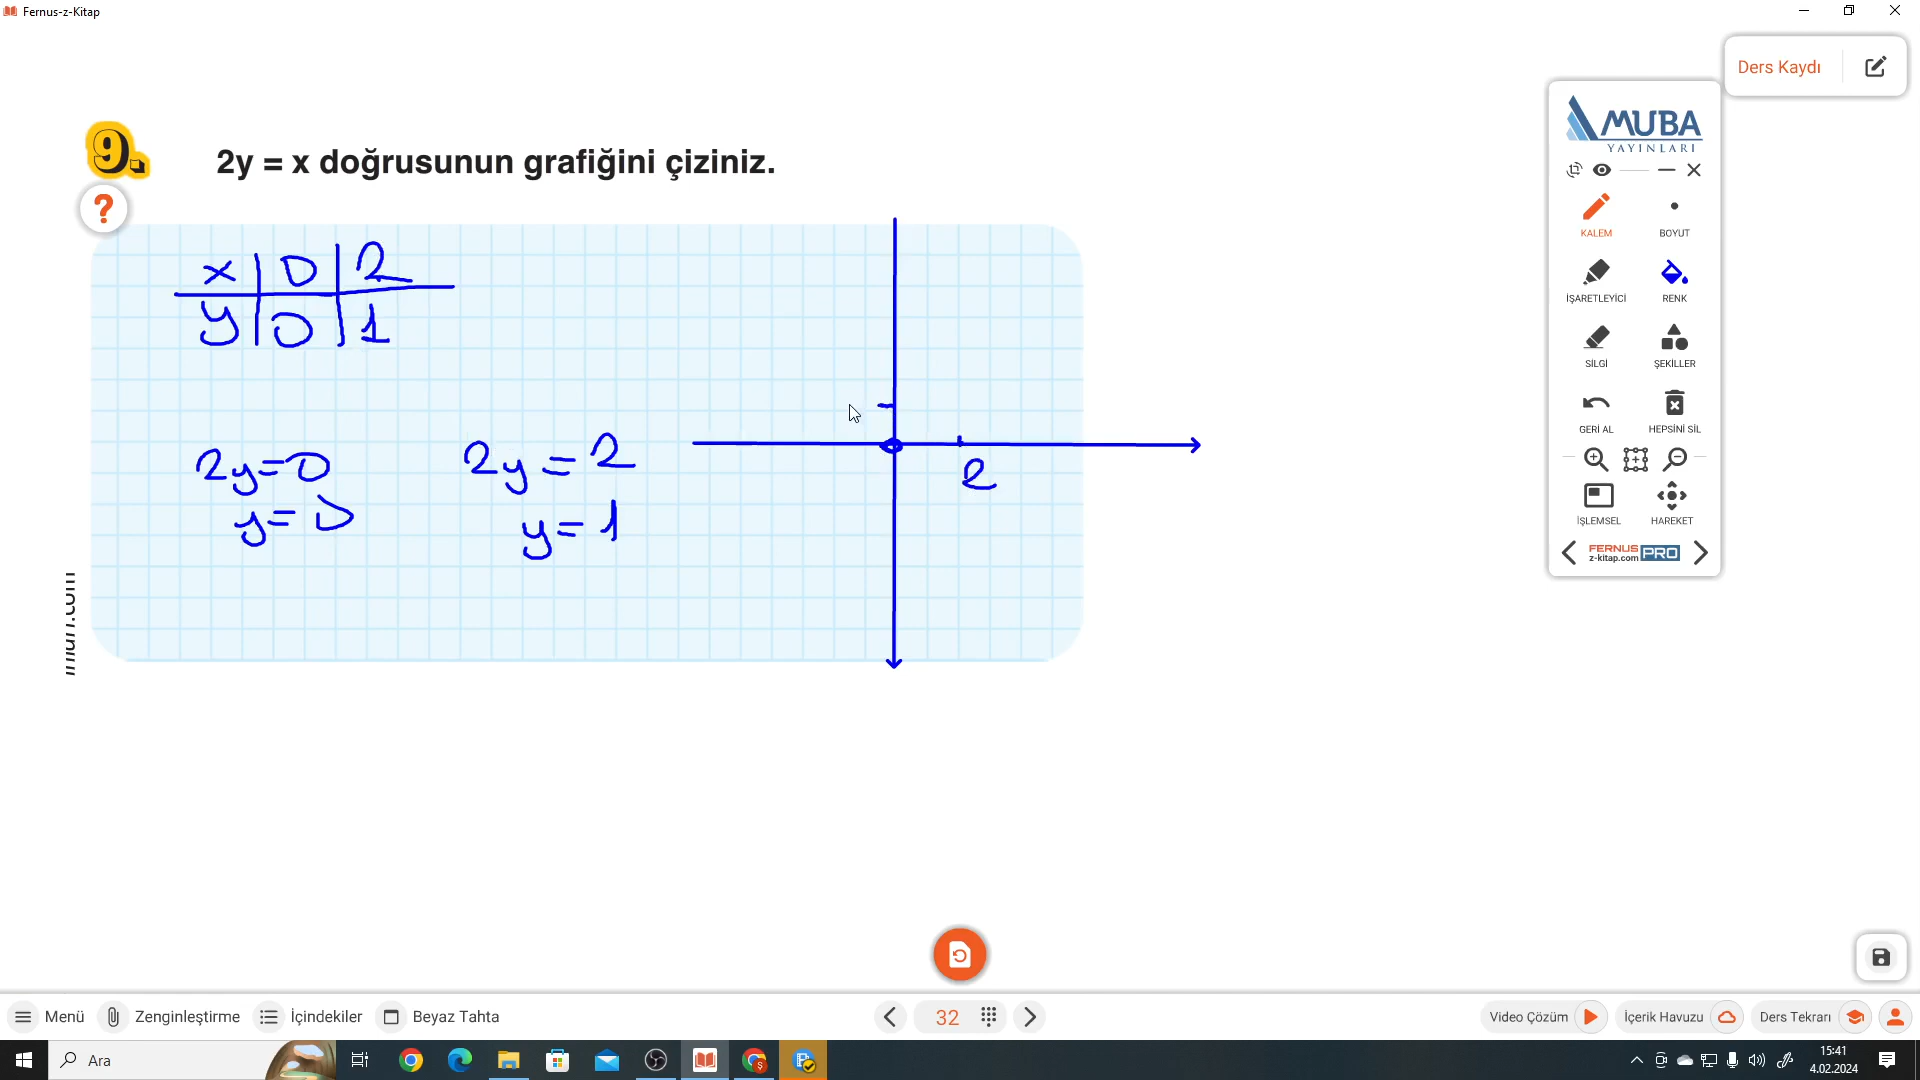 Fernus-z-Kitap
Ders Kaydı
MUBA
YAYINLARI
9.
2y = x doğrusunun grafiğini çiziniz.
?
x | 0 | 2
y | 0 | 1
2y=0
y=0
2y=2
y=1
2
KALEM
BOYUT
İŞARETLEYİCİ
RENK
SİLGİ
ŞEKİLLER
GERİ AL
HEPSİNİ SİL
İŞLEMSEL
HAREKET
FERNUS
z-kitap.com PRO
Menü
Zenginleştirme
İçindekiler
Beyaz Tahta
32
Video Çözüm
İçerik Havuzu
Ders Tekrarı
Ara
15:41
4.02.2024